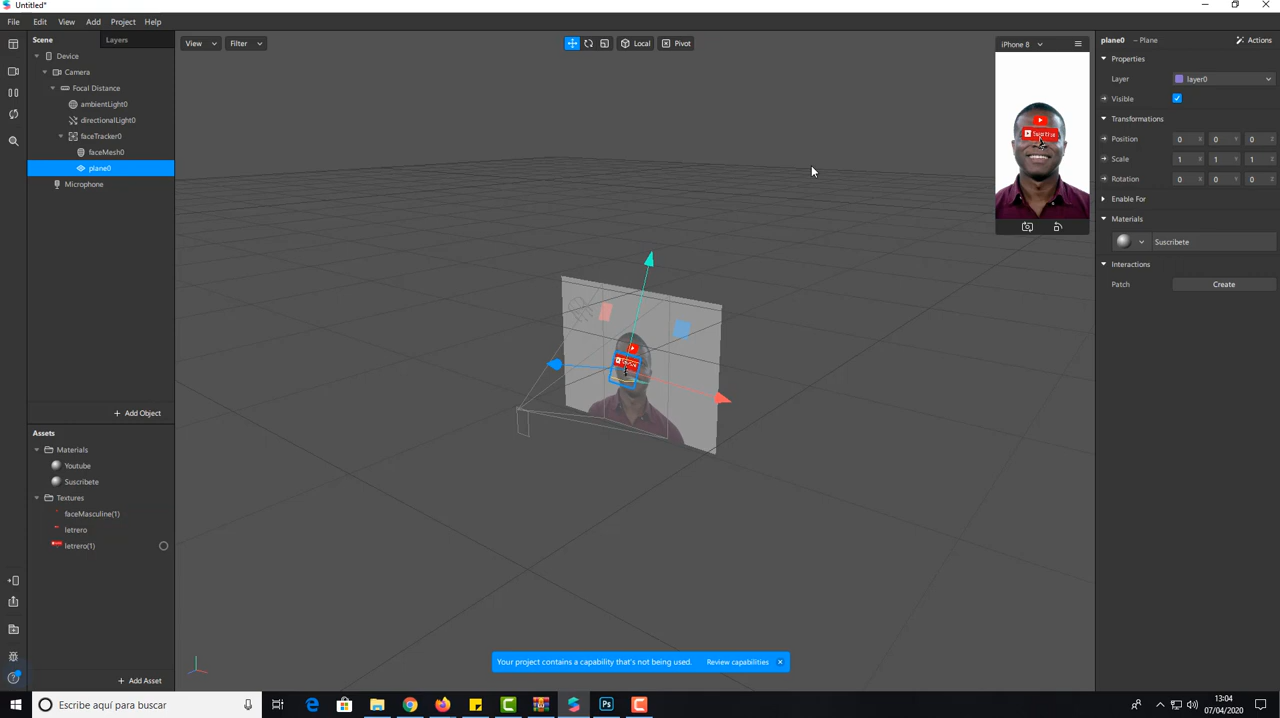 Untitled*
File Edit View Add Project Help
Scene Layers
View Filter Local Pivot
iPhone 8
plane0 – Plane Actions
Device
Camera
Focal Distance
ambientLight0
directionalLight0
faceTracker0
faceMesh0
plane0
Microphone
Properties
Layer layer0
Visible
Transformations
Position 0 X 0 Y 0 Z
Scale 1 X 1 Y 1 Z
Rotation 0 X 0 Y 0 Z
Enable For
Materials
Suscribete
Interactions
Patch Create
+ Add Object
Assets
Materials
Youtube
Suscribete
Textures
faceMasculine(1)
letrero
letrero(1)
+ Add Asset
Your project contains a capability that's not being used. Review capabilities
Escribe aquí para buscar
Ps
13:04
07/04/2020